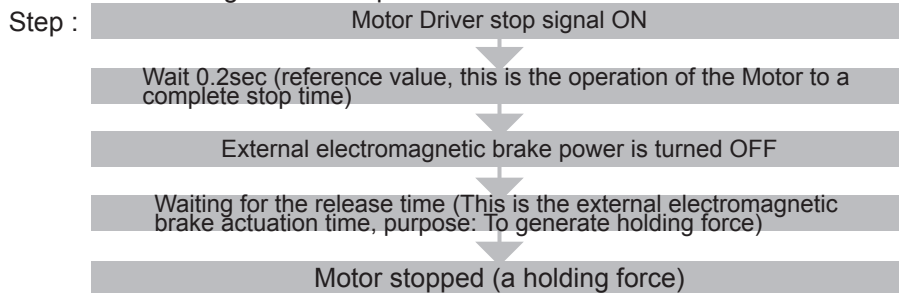 Step :
Motor Driver stop signal ON
Wait 0.2sec (reference value, this is the operation of the Motor to a
complete stop time)
External electromagnetic brake power is turned OFF
Waiting for the release time (This is the external electromagnetic
brake actuation time, purpose: To generate holding force)
Motor stopped (a holding force)